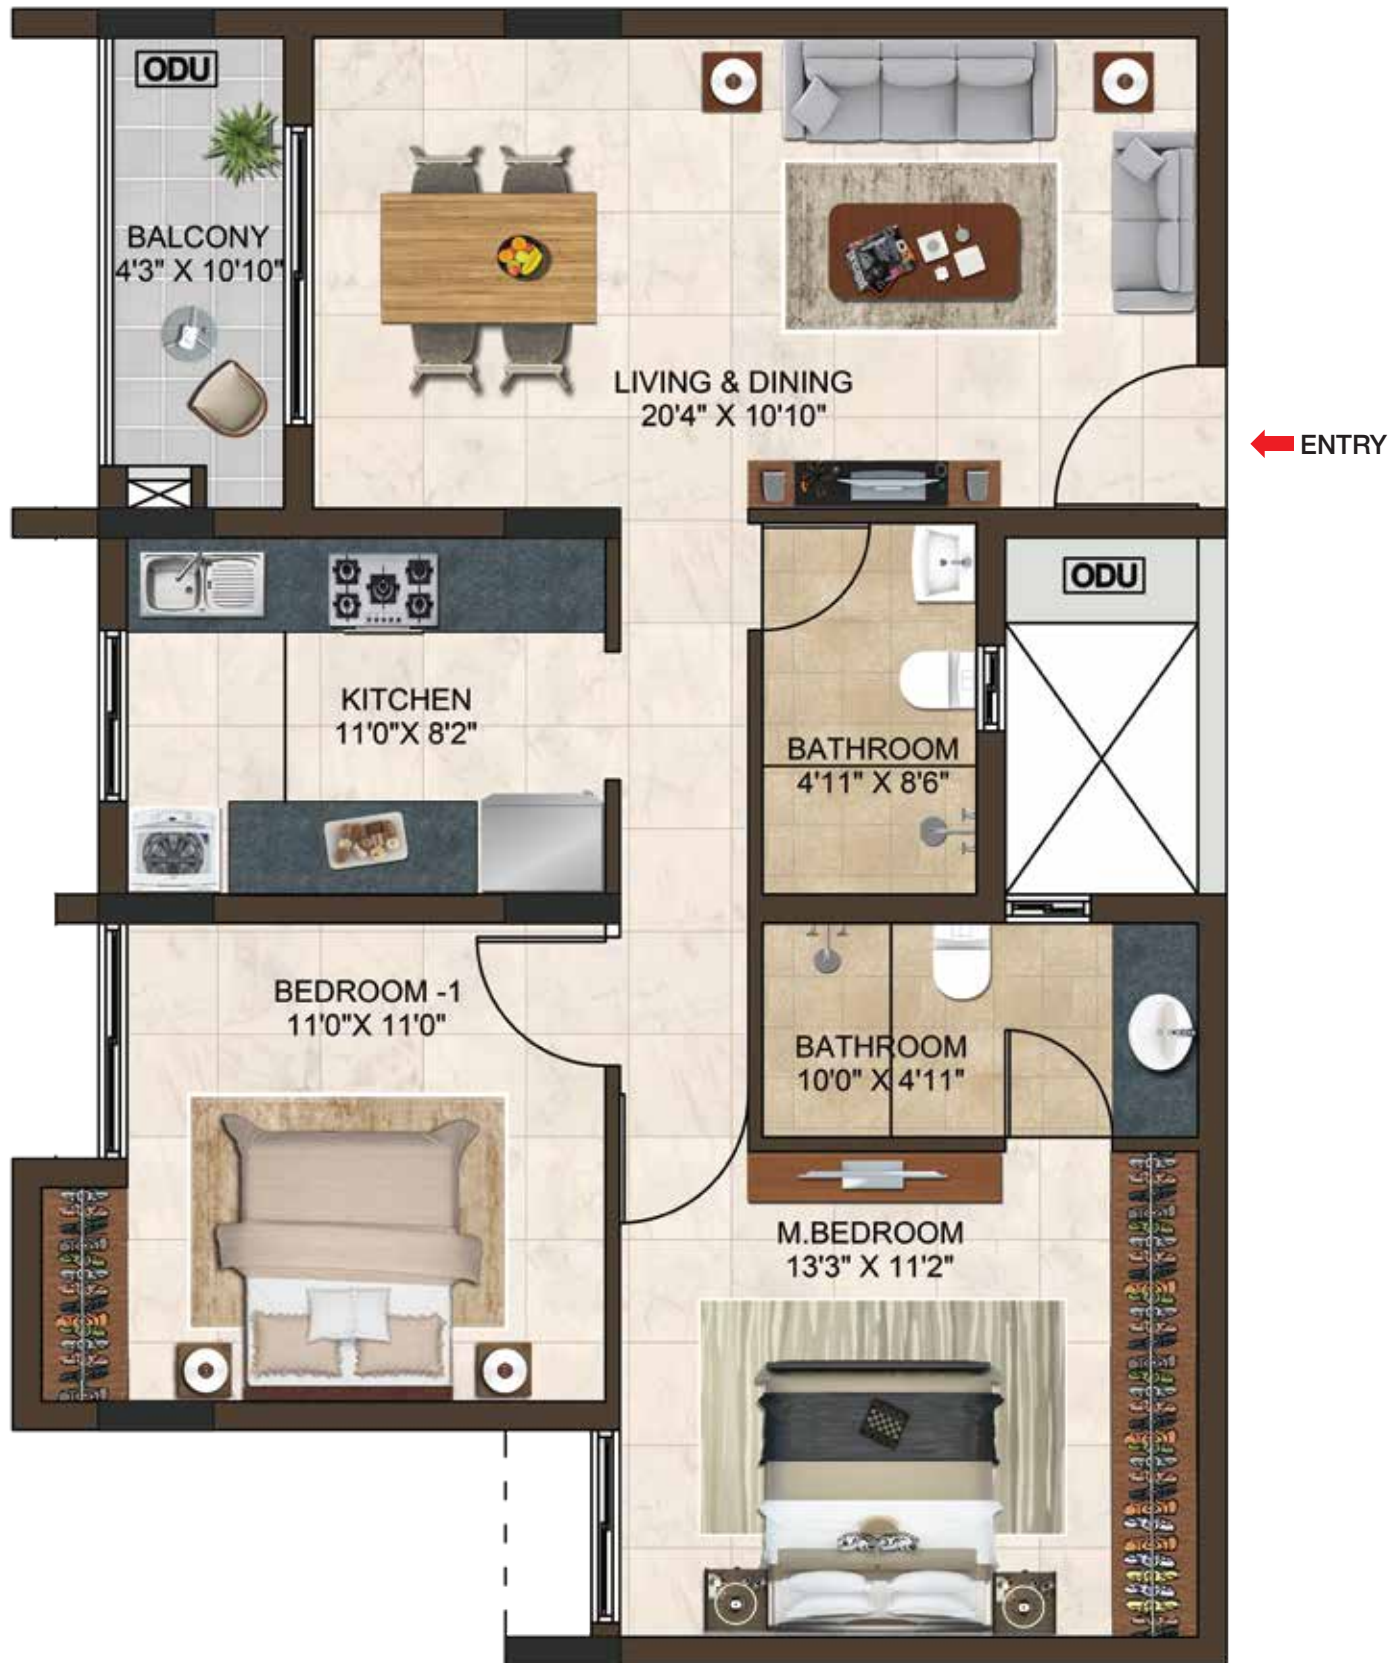 ODU
BALCONY
4'3" X 10'10"
LIVING & DINING
20'4" X 10'10"
ENTRY
ODU
KITCHEN
11'0"X 8'2"
BATHROOM
4'11" X 8'6"
BEDROOM -1
11'0"X 11'0"
BATHROOM
10'0" X 4'11"
M.BEDROOM
13'3" X 11'2"